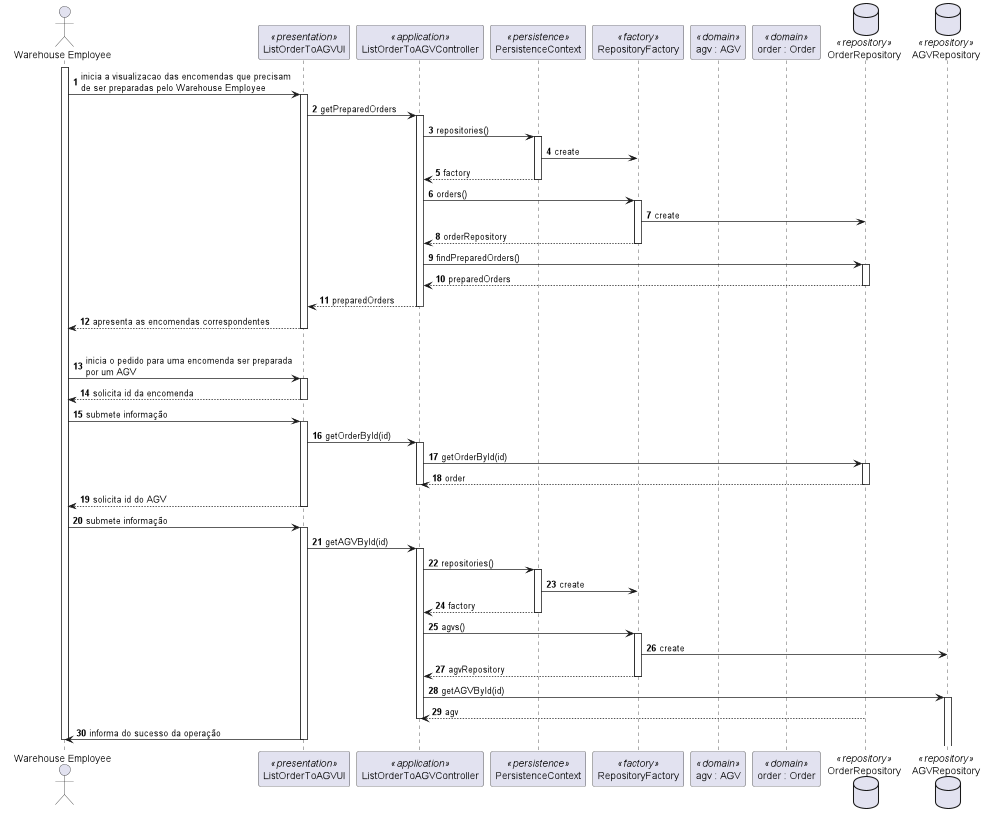 Warehouse Employee
«presentation»
ListOrderToAGVUI
«application»
ListOrderToAGVController
«persistence»
PersistenceContext
«factory»
RepositoryFactory
«domain»
agv : AGV
«domain»
order : Order
«repository»
OrderRepository
«repository»
AGVRepository
1 inicia a visualizacao das encomendas que precisam
de ser preparadas pelo Warehouse Employee
2 getPreparedOrders
3 repositories()
4 create
5 factory
6 orders()
7 create
8 orderRepository
9 findPreparedOrders()
10 preparedOrders
11 preparedOrders
12 apresenta as encomendas correspondentes
13 inicia o pedido para uma encomenda ser preparada
por um AGV
14 solicita id da encomenda
15 submete informação
16 getOrderById(id)
17 getOrderById(id)
18 order
19 solicita id do AGV
20 submete informação
21 getAGVById(id)
22 repositories()
23 create
24 factory
25 agvs()
26 create
27 agvRepository
28 getAGVById(id)
29 agv
30 informa do sucesso da operação
Warehouse Employee
«presentation»
ListOrderToAGVUI
«application»
ListOrderToAGVController
«persistence»
PersistenceContext
«factory»
RepositoryFactory
«domain»
agv : AGV
«domain»
order : Order
«repository»
OrderRepository
«repository»
AGVRepository